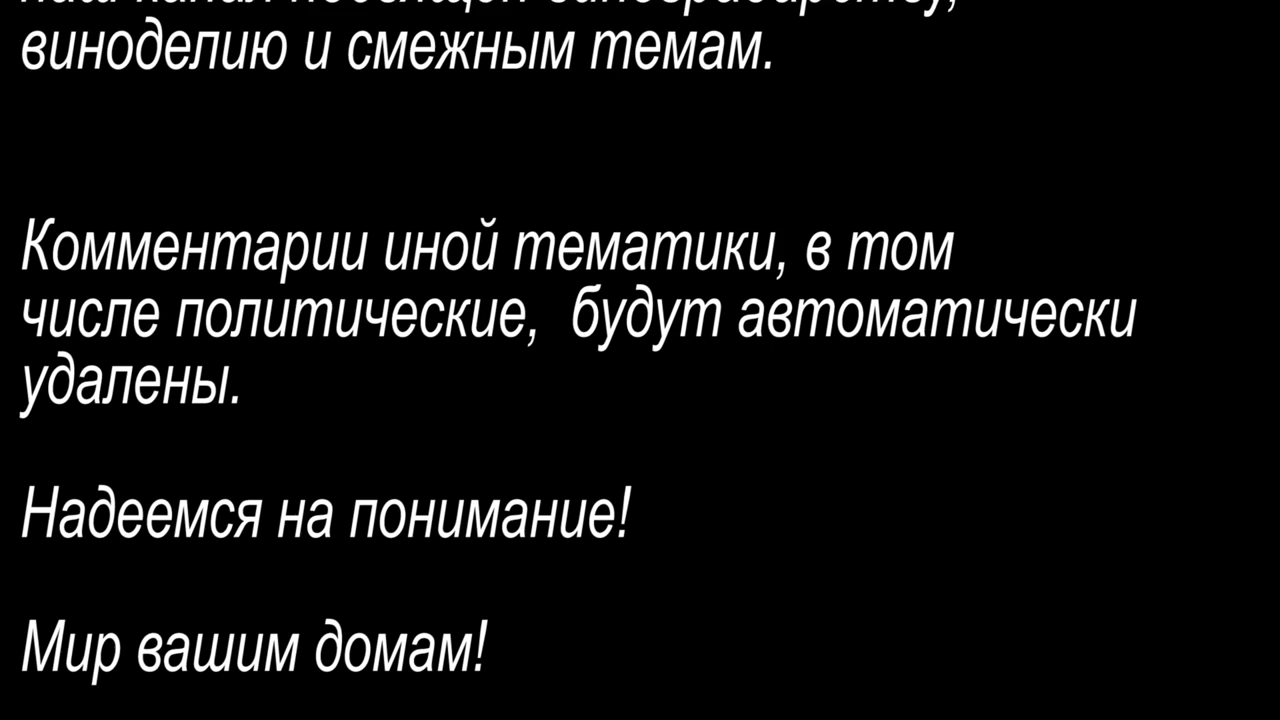 виноделию и смежным темам.
Комментарии иной тематики, в том
числе политические, будут автоматически
удалены.
Надеемся на понимание!
Мир вашим домам!